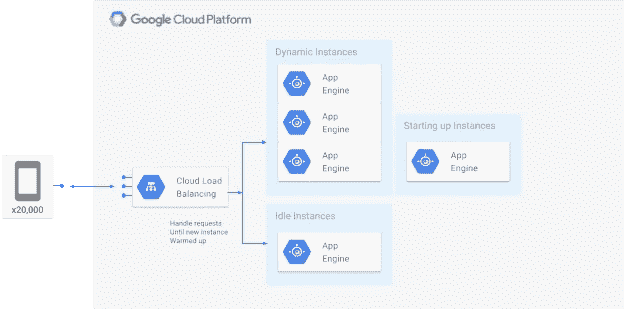 Google Cloud Platform
Dynamic Instances
App
Engine
App
Engine
App
Engine
Starting up Instances
App
Engine
x20,000
Cloud Load
Balancing
Handle requests
Until new instance
Warmed up
Idle Instances
App
Engine